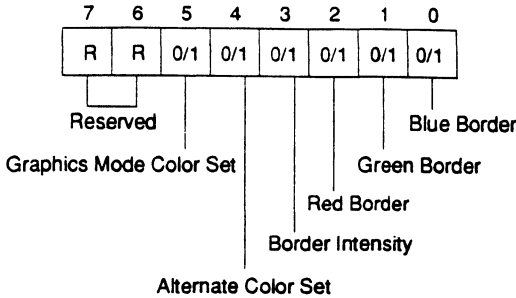 7 6 5 4 3 2 1 0
R R 0/1 0/1 0/1 0/1 0/1 0/1
Reserved
Blue Border
Graphics Mode Color Set
Green Border
Red Border
Border Intensity
Alternate Color Set